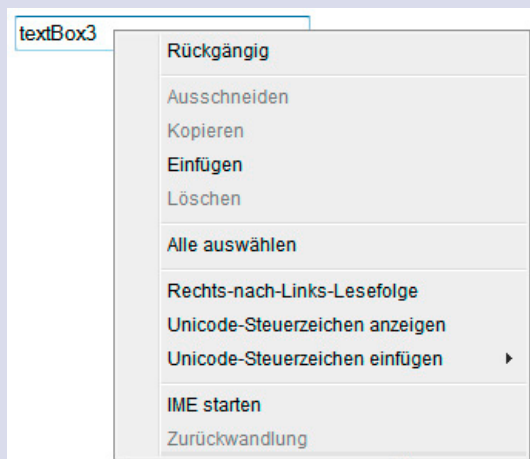 textBox3
Rückgängig
Ausschneiden
Kopieren
Einfügen
Löschen
Alle auswählen
Rechts-nach-Links-Lesefolge
Unicode-Steuerzeichen anzeigen
Unicode-Steuerzeichen einfügen
IME starten
Zurückwandlung